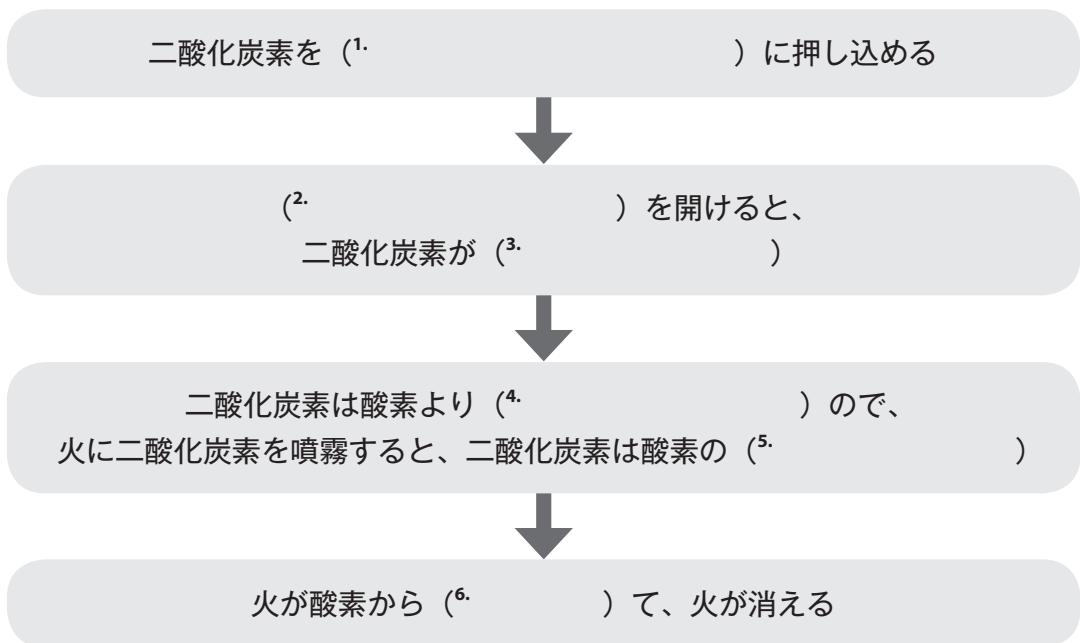 二酸化炭素を（1. ）に押し込める
（2. ）を開けると、
二酸化炭素が（3. ）
二酸化炭素は酸素より（4. ）ので、
火に二酸化炭素を噴霧すると、二酸化炭素は酸素の（5. ）
火が酸素から（6. ）て、火が消える